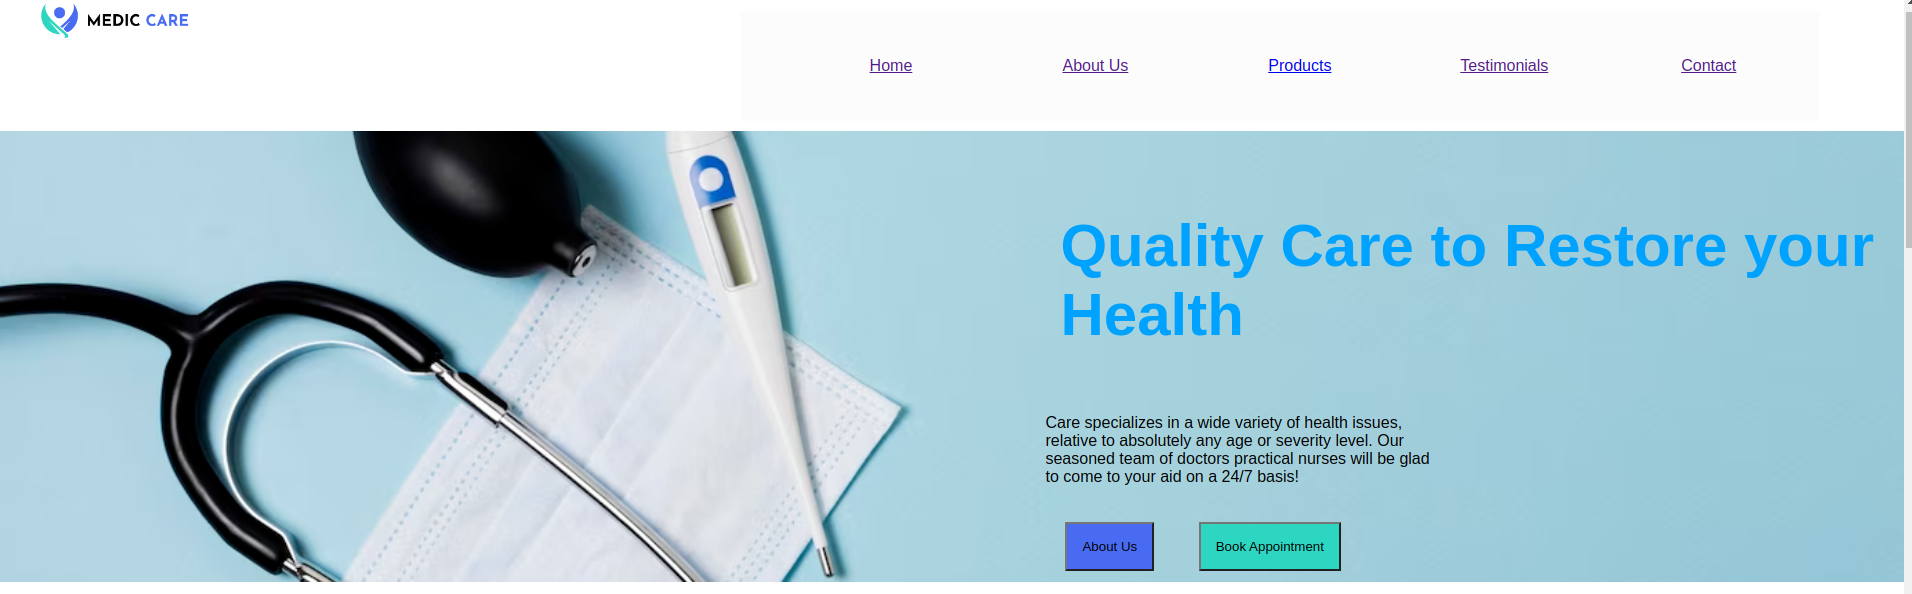 MEDIC CARE
Home About Us Products Testimonials Contact
Quality Care to Restore your
Health
Care specializes in a wide variety of health issues,
relative to absolutely any age or severity level. Our
seasoned team of doctors practical nurses will be glad
to come to your aid on a 24/7 basis!
About Us Book Appointment